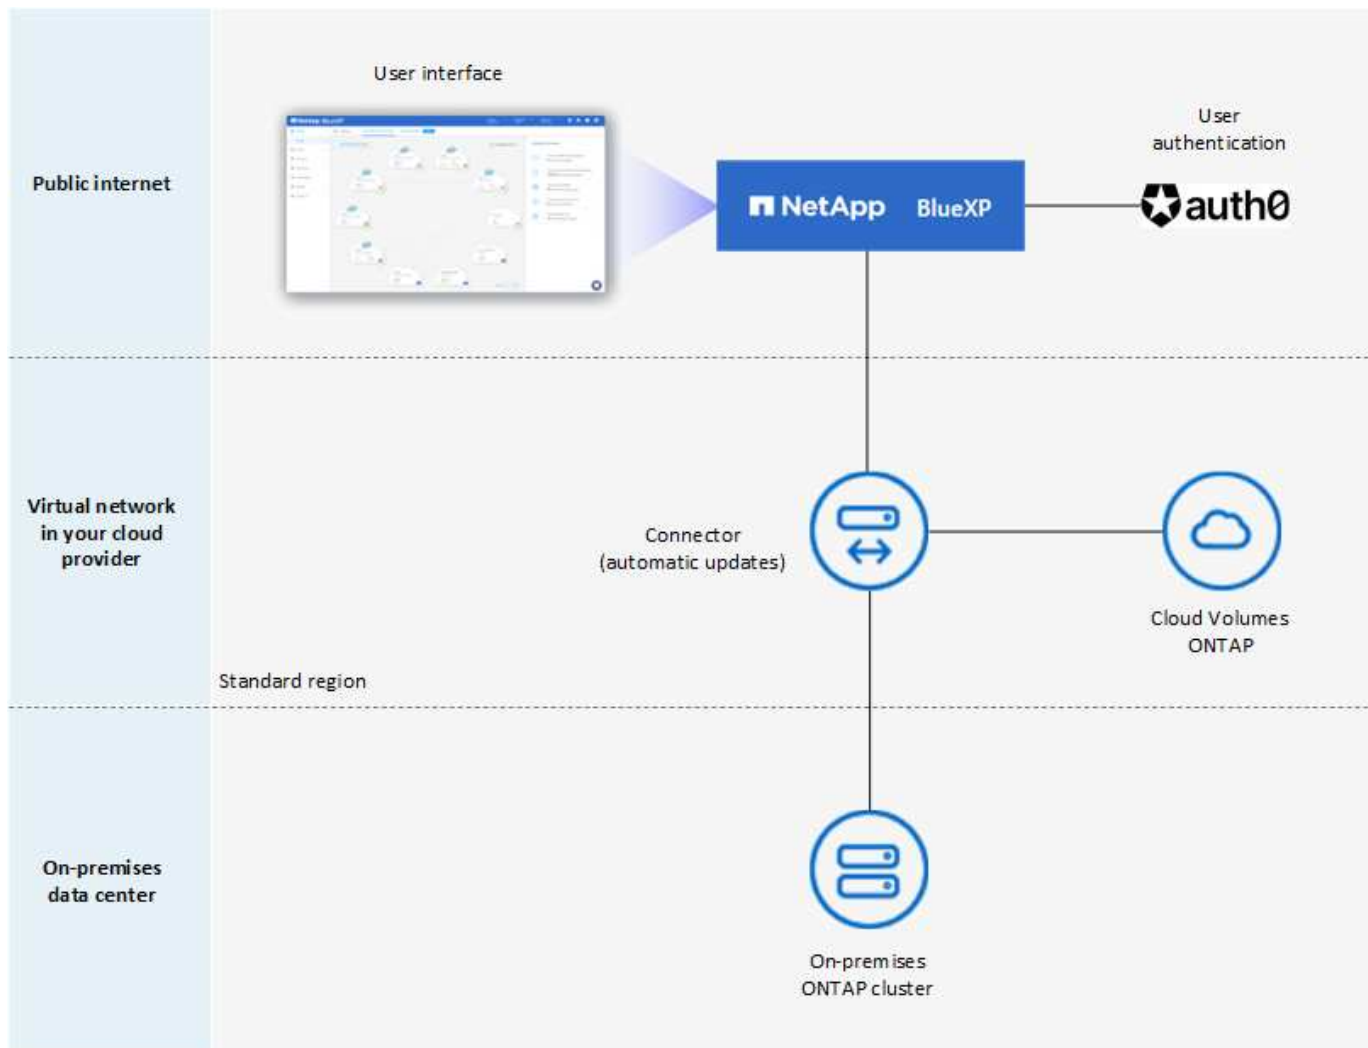 User interface
User
authentication
Public internet
NetApp BlueXP
auth0
Virtual network
in your cloud
provider
Connector
(automatic updates)
Cloud Volumes
ONTAP
Standard region
On-premises
data center
On-premises
ONTAP cluster